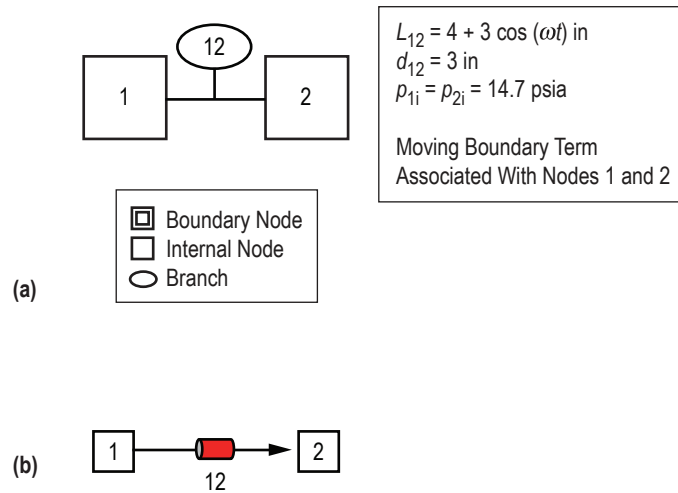 12
1
2
L12 = 4 + 3 cos (ωt) in
d12 = 3 in
p1i = p2i = 14.7 psia
Moving Boundary Term
Associated With Nodes 1 and 2
Boundary Node
Internal Node
Branch
(a)
1
2
12
(b)